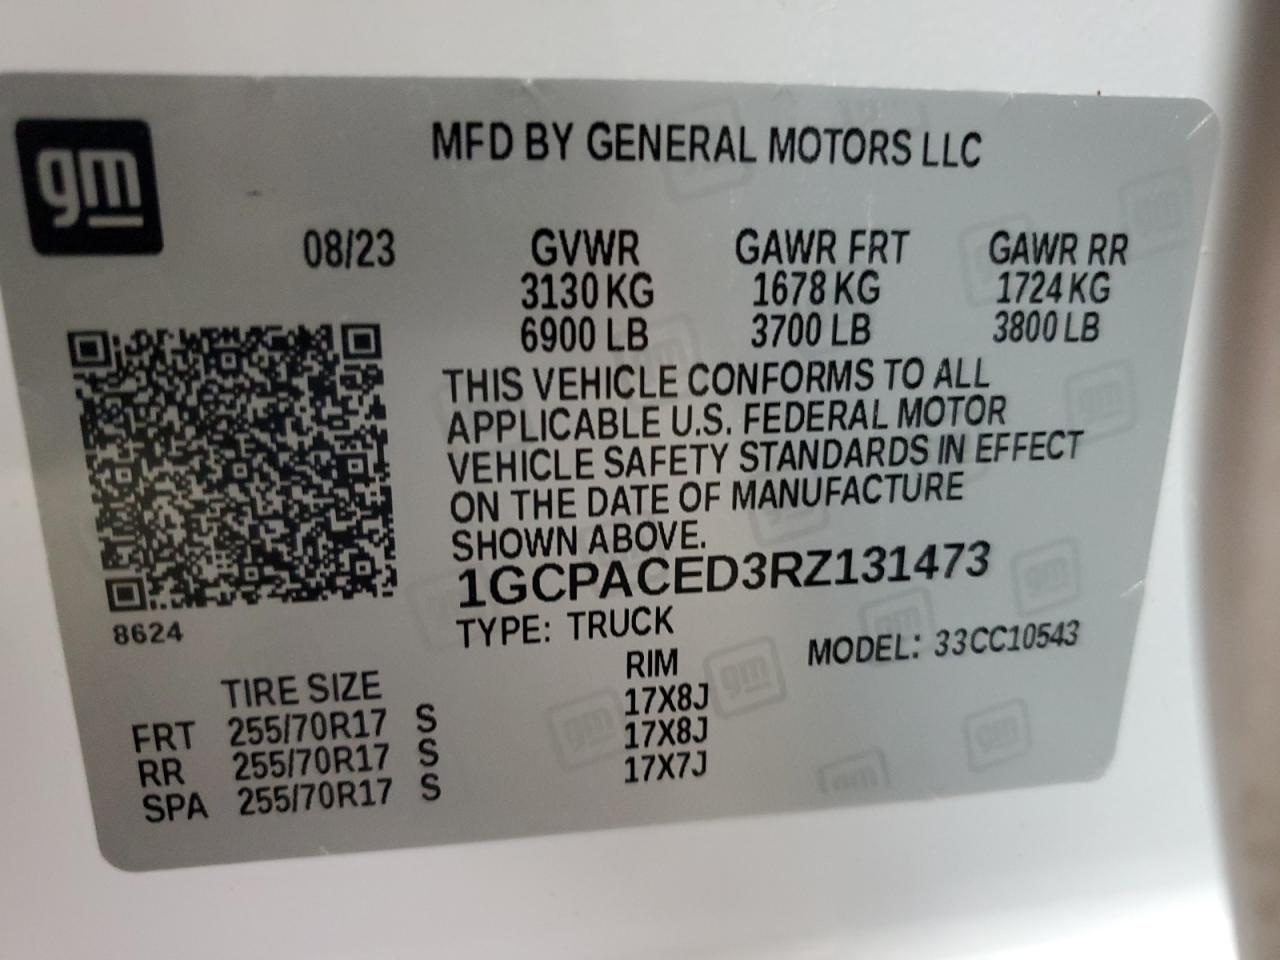 gm
MFD BY GENERAL MOTORS LLC
08/23 GVWR GAWR FRT GAWR RR
3130 KG 1678 KG 1724 KG
6900 LB 3700 LB 3800 LB
THIS VEHICLE CONFORMS TO ALL
APPLICABLE U.S. FEDERAL MOTOR
VEHICLE SAFETY STANDARDS IN EFFECT
ON THE DATE OF MANUFACTURE
SHOWN ABOVE.
1GCPACED3RZ131473
8624
TYPE: TRUCK MODEL: 33CC10543
TIRE SIZE RIM
FRT 255/70R17 S 17X8J
RR 255/70R17 S 17X8J
SPA 255/70R17 S 17X7J